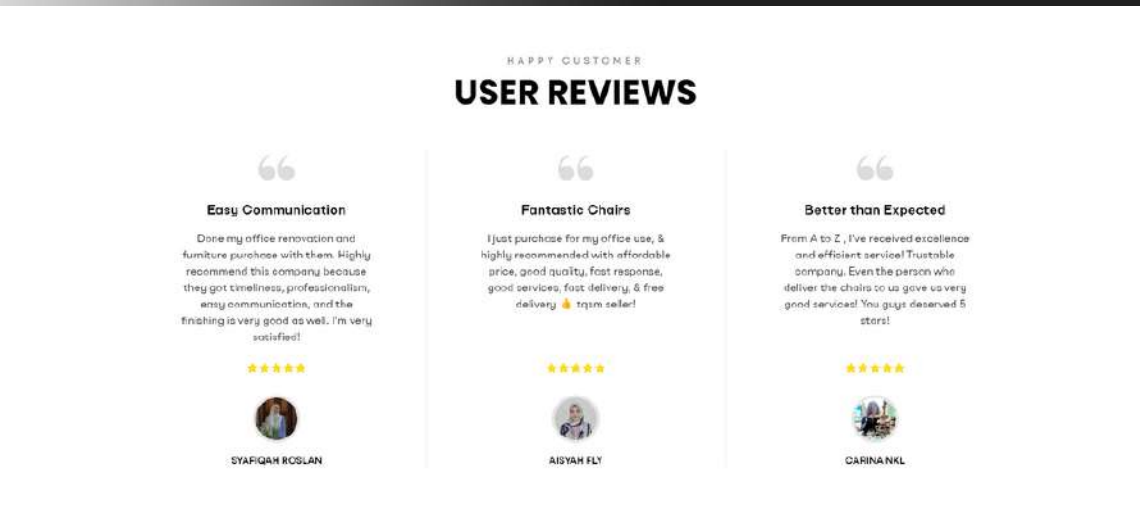 HAPPY CUSTOMER
USER REVIEWS
Easy Communication
Done my office renovation and
furniture purchase with them. Highly
recommend this company because
they got timeliness, professionalism,
easy communication, and the
finishing is very good as well. I'm very
satisfied!
SYAFIQAH ROSLAN
Fantastic Chairs
I just purchase for my office use, &
highly recommended with affordable
price, good quality, fast response,
good services, fast delivery, & free
delivery 👍 tqsm seller!
AISYAH FLY
Better than Expected
From A to Z , I've received excellence
and efficient service! Trustable
company. Even the person who
deliver the chairs to us gave us very
good services! You guys deserved 5
stars!
CARINA NKL